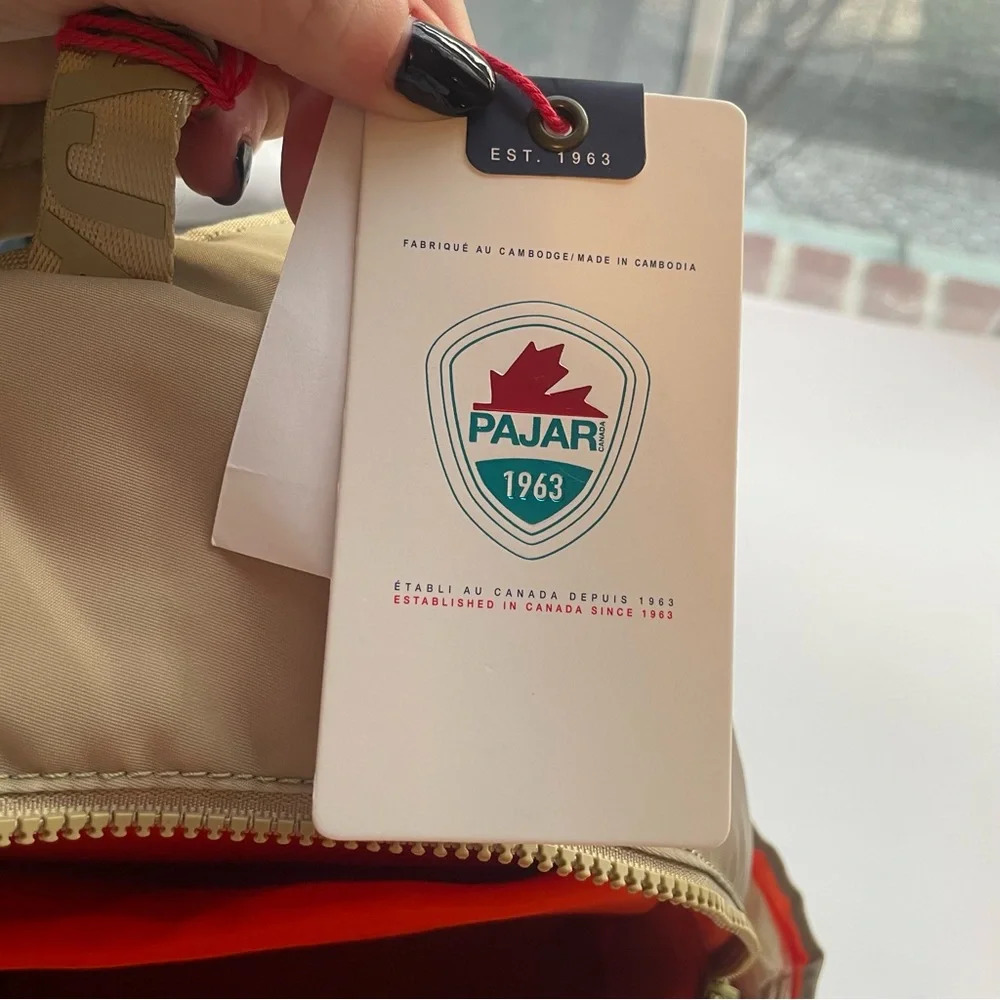 EST. 1963
FABRIQUÉ AU CAMBODGE/MADE IN CAMBODIA
PAJAR
CANADA
1963
ÉTABLI AU CANADA DEPUIS 1963
ESTABLISHED IN CANADA SINCE 1963